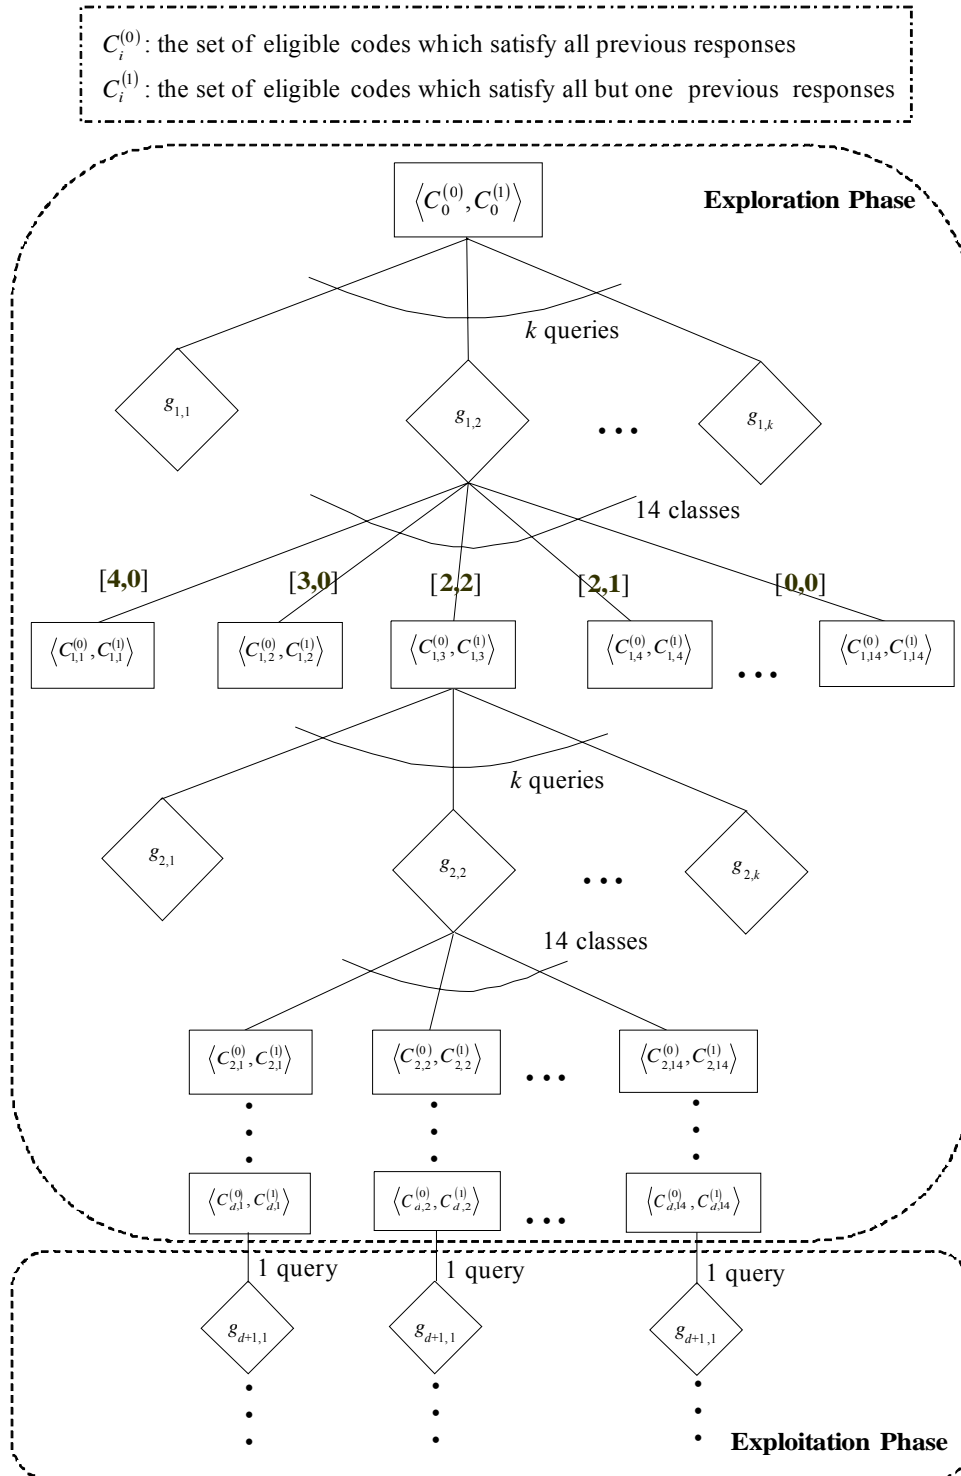 C_i^(0): the set of eligible codes which satisfy all previous responses
C_i^(1): the set of eligible codes which satisfy all but one previous responses
⟨C_0^(0), C_0^(1)⟩
Exploration Phase
k queries
g_1,1
g_1,2
...
g_1,k
14 classes
[4,0] [3,0] [2,2] [2,1] [0,0]
⟨C_1,1^(0), C_1,1^(1)⟩ ⟨C_1,2^(0), C_1,2^(1)⟩ ⟨C_1,3^(0), C_1,3^(1)⟩ ⟨C_1,4^(0), C_1,4^(1)⟩ ... ⟨C_1,14^(0), C_1,14^(1)⟩
k queries
g_2,1
g_2,2
...
g_2,k
14 classes
⟨C_2,1^(0), C_2,1^(1)⟩ ⟨C_2,2^(0), C_2,2^(1)⟩ ... ⟨C_2,14^(0), C_2,14^(1)⟩
⟨C_d,1^(0), C_d,1^(1)⟩ ⟨C_d,2^(0), C_d,2^(1)⟩ ... ⟨C_d,14^(0), C_d,14^(1)⟩
1 query 1 query 1 query
g_d+1,1 g_d+1,1 g_d+1,1
Exploitation Phase